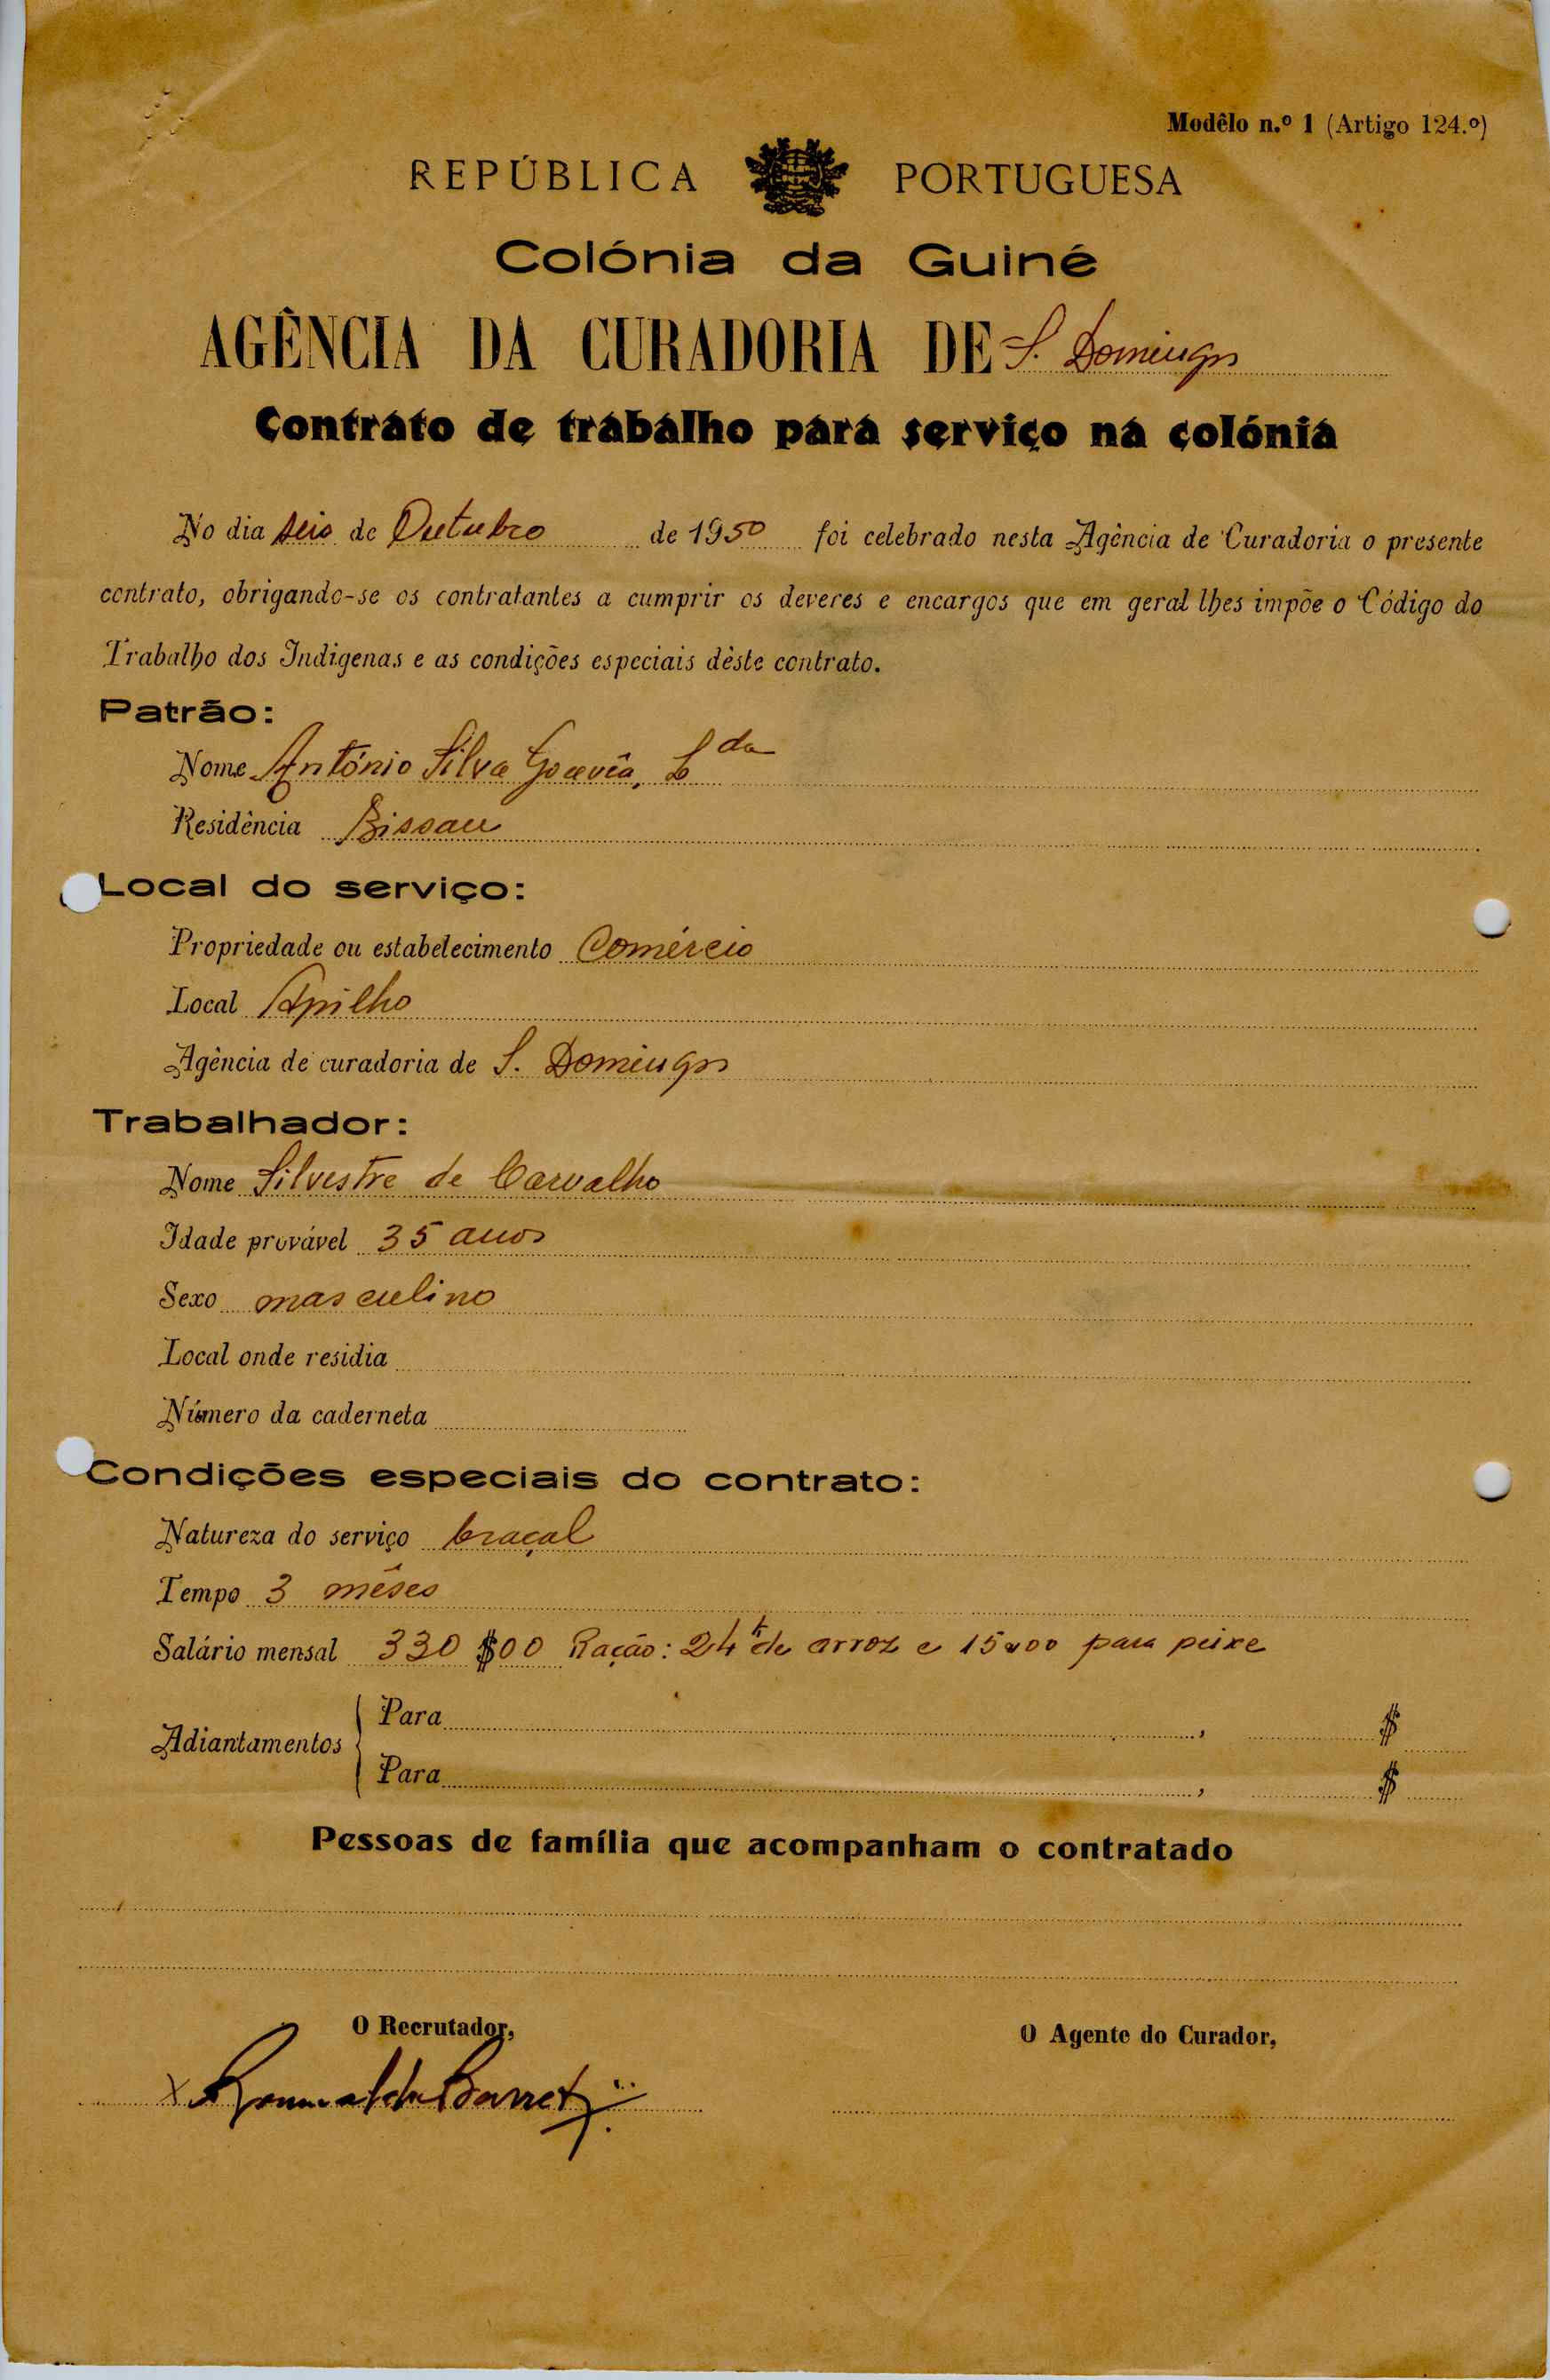 Modêlo n.º 1 (Artigo 124.º)
REPÚBLICA PORTUGUESA
Colónia da Guiné
AGÊNCIA DA CURADORIA DE S. Domingos
Contrato de trabalho para serviço na colónia
No dia seis de Outubro de 1950 foi celebrado nesta Agência de Curadoria o presente
contrato, obrigando-se os contratantes a cumprir os deveres e encargos que em geral lhes impõe o Código do
Trabalho dos Indigenas e as condições especiais dêste contrato.
Patrão:
Nome António Silva Gouvêa, Lda
Residência Bissau
Local do serviço:
Propriedade ou estabelecimento Comércio
Local Apilho
Agência de curadoria de S. Domingos
Trabalhador:
Nome Silvestre de Carvalho
Idade provável 35 anos
Sexo masculino
Local onde residia
Número da caderneta
Condições especiais do contrato:
Natureza do serviço braçal
Tempo 3 mêses
Salário mensal 330$00 Ração: 24k de arroz e 15$00 para peixe
Adiantamentos
Para , $
Para , $
Pessoas de família que acompanham o contratado
O Recrutador,
O Agente do Curador,